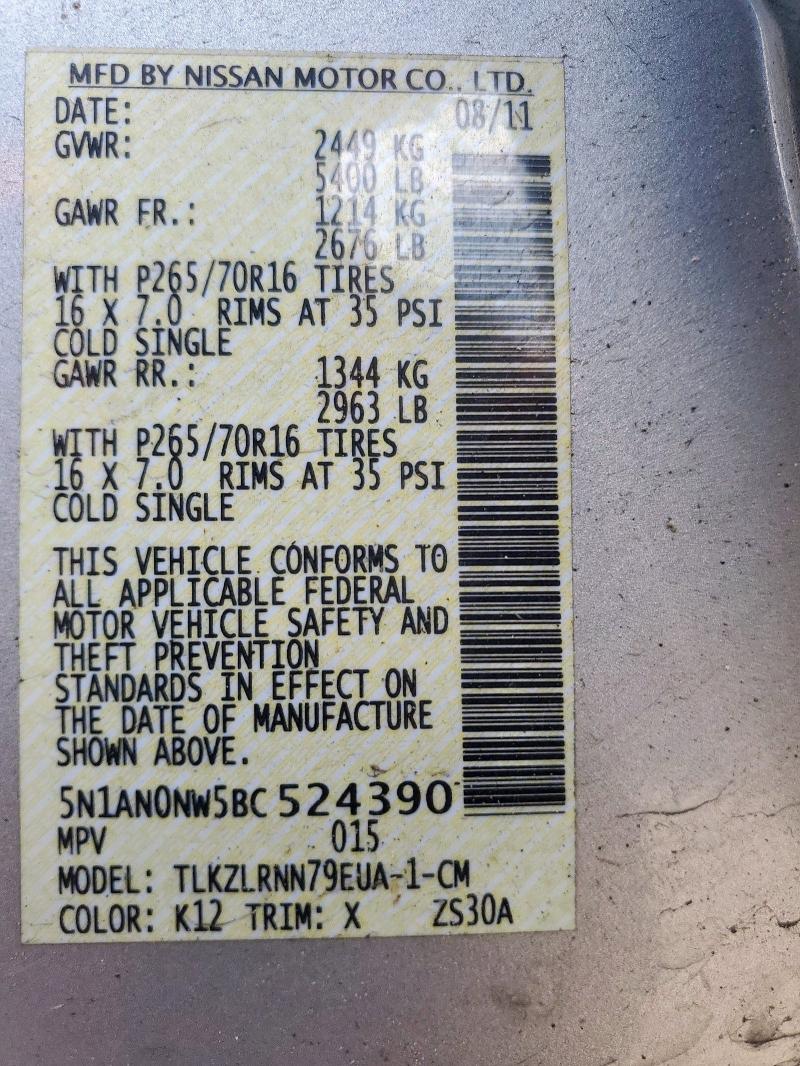 MFD BY NISSAN MOTOR CO., LTD.
DATE: 08/11
GVWR: 2449 KG
5400 LB
GAWR FR.: 1214 KG
2676 LB
WITH P265/70R16 TIRES
16 X 7.0 RIMS AT 35 PSI
COLD SINGLE
GAWR RR.: 1344 KG
2963 LB
WITH P265/70R16 TIRES
16 X 7.0 RIMS AT 35 PSI
COLD SINGLE
THIS VEHICLE CONFORMS TO
ALL APPLICABLE FEDERAL
MOTOR VEHICLE SAFETY AND
THEFT PREVENTION
STANDARDS IN EFFECT ON
THE DATE OF MANUFACTURE
SHOWN ABOVE.
5N1AN0NW5BC 524390
MPV 015
MODEL: TLKZLRNN79EUA-1-CM
COLOR: K12 TRIM: X ZS30A